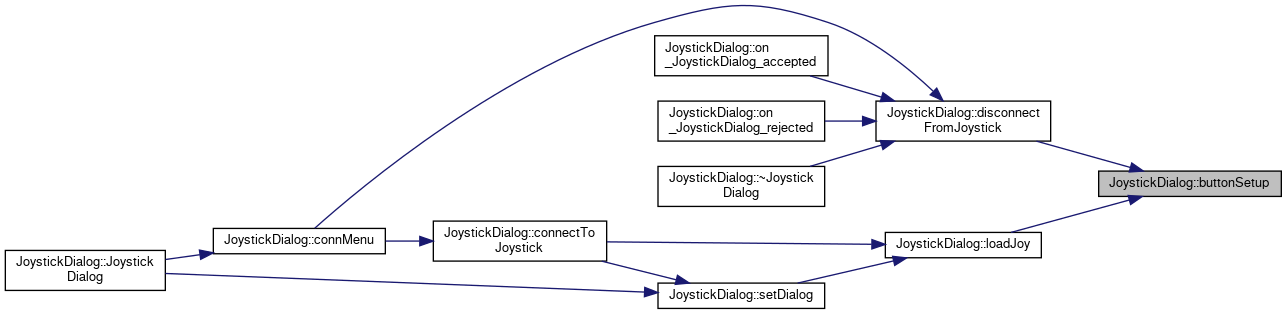 JoystickDialog::on
_JoystickDialog_accepted
JoystickDialog::disconnect
FromJoystick
JoystickDialog::on
_JoystickDialog_rejected
JoystickDialog::~Joystick
Dialog
JoystickDialog::buttonSetup
JoystickDialog::connMenu
JoystickDialog::connectTo
Joystick
JoystickDialog::loadJoy
JoystickDialog::Joystick
Dialog
JoystickDialog::setDialog